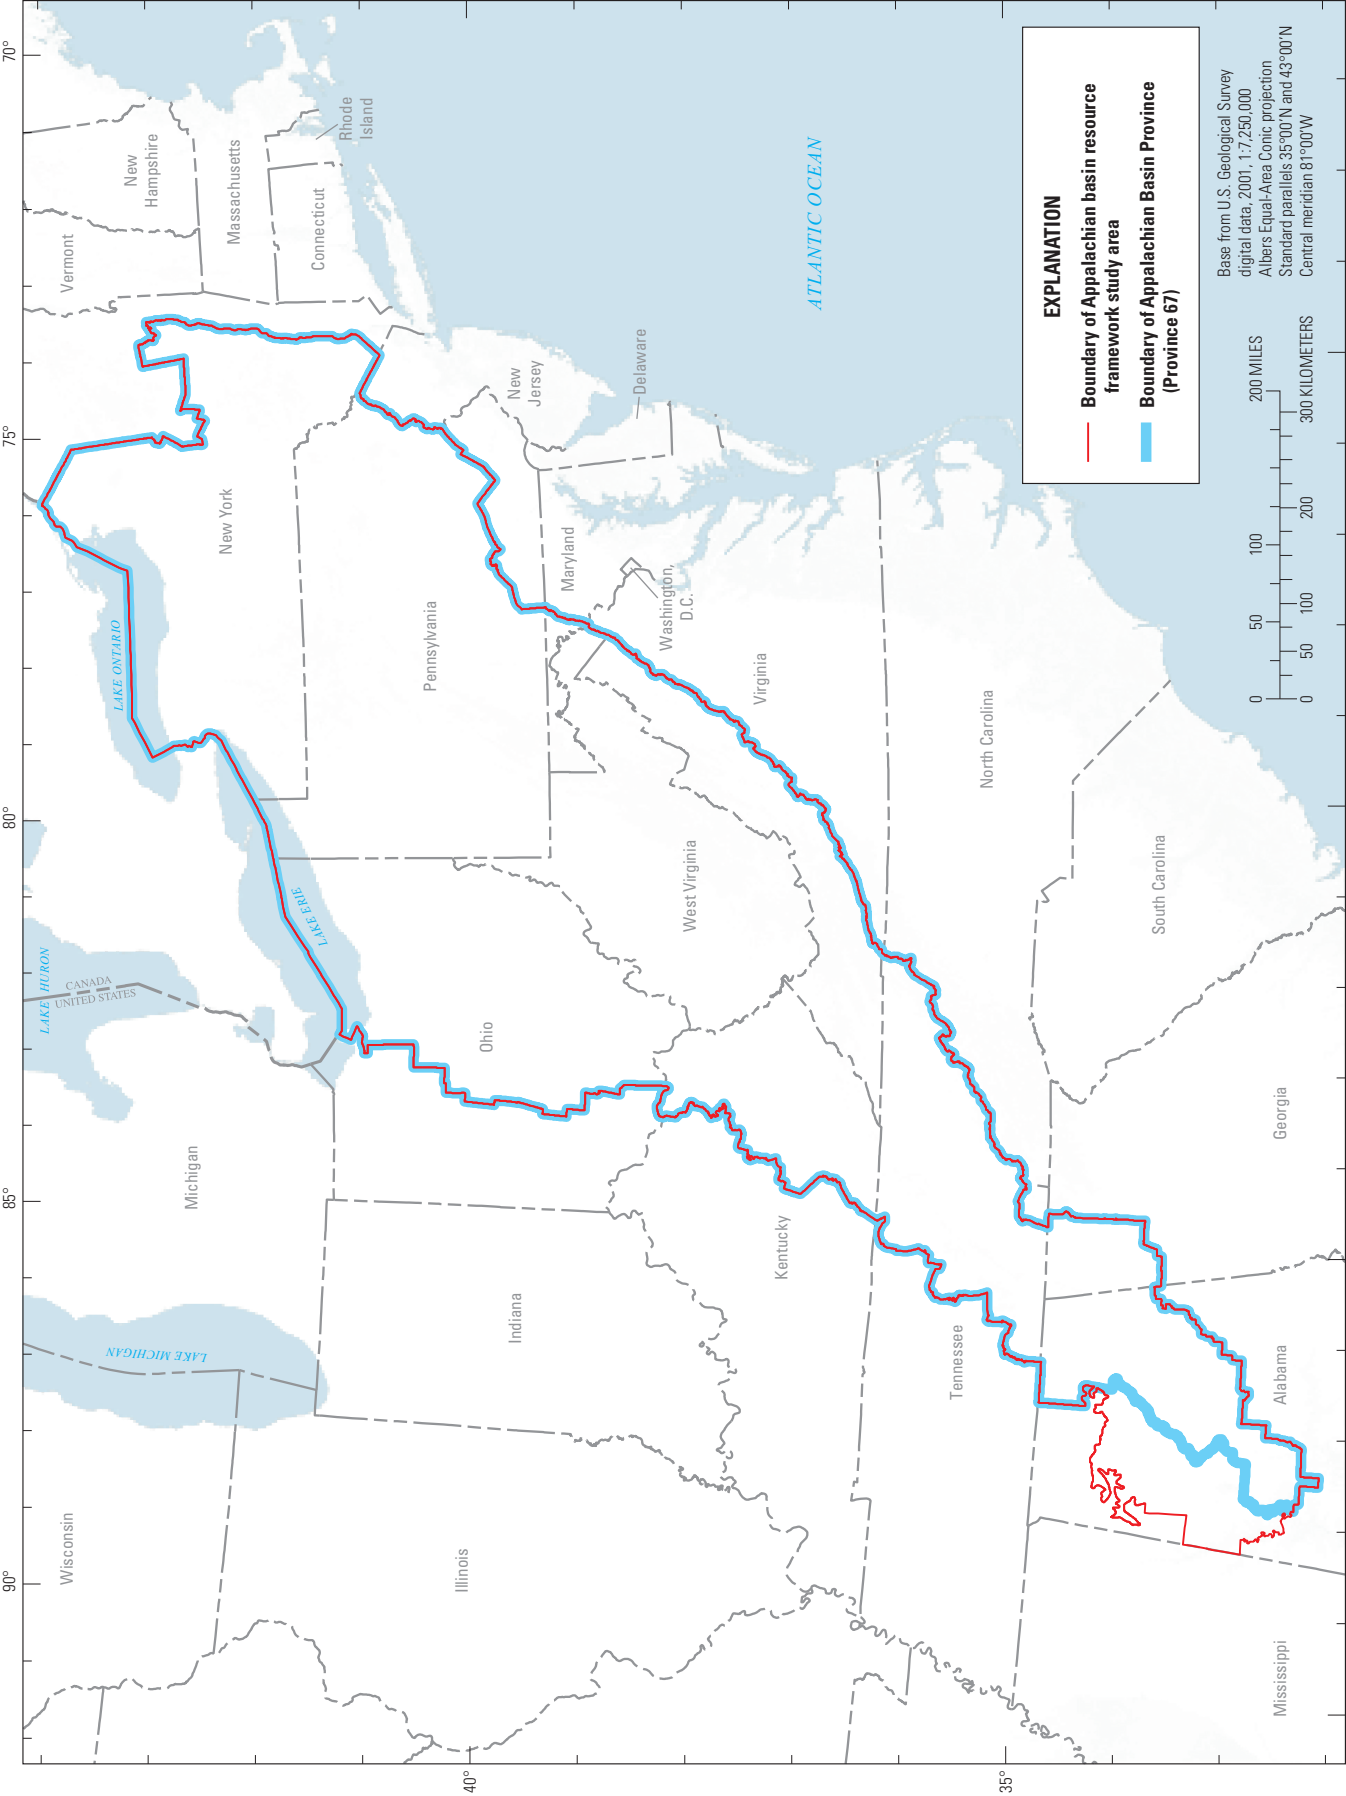 90°
85°
80°
75°
70°
40°
35°
LAKE HURON
CANADA
UNITED STATES
LAKE MICHIGAN
LAKE ERIE
LAKE ONTARIO
ATLANTIC OCEAN
Wisconsin
Michigan
Vermont
New
Hampshire
Massachusetts
Connecticut
Rhode
Island
New York
Illinois
Indiana
Ohio
Pennsylvania
New
Jersey
Delaware
Maryland
Washington,
D.C.
West Virginia
Virginia
Kentucky
Tennessee
North Carolina
South Carolina
Mississippi
Alabama
Georgia
EXPLANATION
Boundary of Appalachian basin resource
framework study area
Boundary of Appalachian Basin Province
(Province 67)
0 50 100 200 MILES
0 50 100 200 300 KILOMETERS
Base from U.S. Geological Survey
digital data, 2001, 1:7,250,000
Albers Equal-Area Conic projection
Standard parallels 35°00'N and 43°00'N
Central meridian 81°00'W